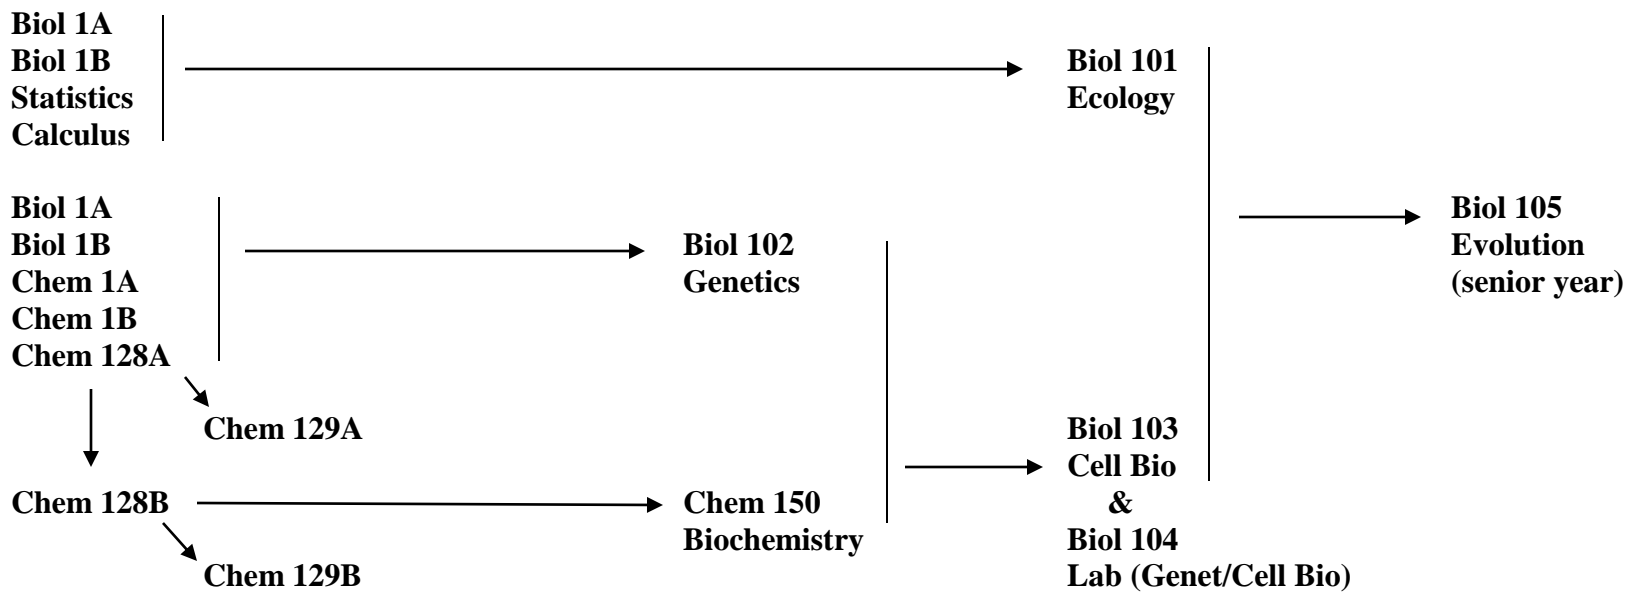 Biol 1A
Biol 1B
Statistics
Calculus
Biol 101
Ecology
Biol 1A
Biol 1B
Chem 1A
Chem 1B
Chem 128A
Biol 102
Genetics
Biol 105
Evolution
(senior year)
Chem 129A
Chem 128B
Chem 129B
Chem 150
Biochemistry
Biol 103
Cell Bio
&
Biol 104
Lab (Genet/Cell Bio)